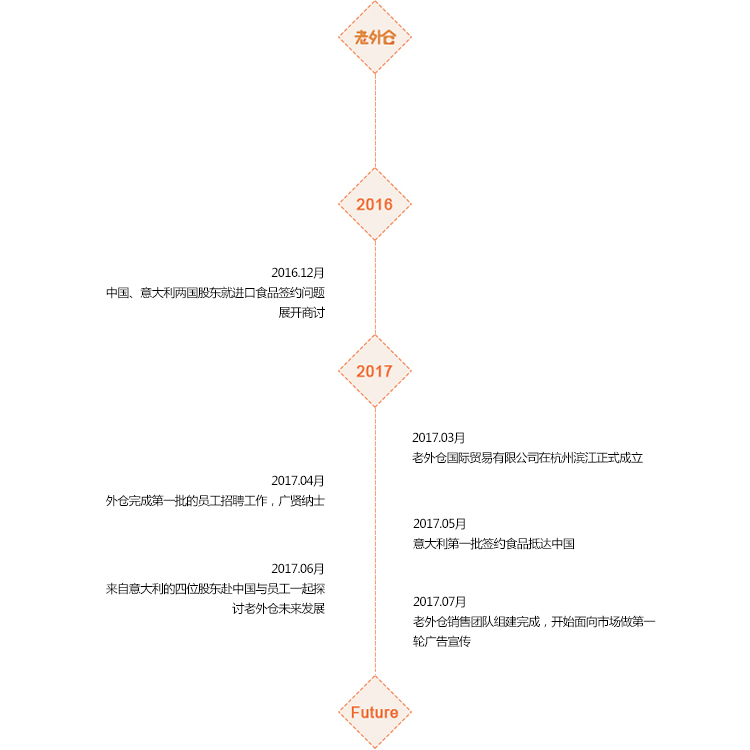 老外仓
2016
2016.12月
中国、意大利两国股东就进口食品签约问题
展开商讨
2017
2017.03月
老外仓国际贸易有限公司在杭州滨江正式成立
2017.04月
外仓完成第一批的员工招聘工作，广贤纳士
2017.05月
意大利第一批签约食品抵达中国
2017.06月
来自意大利的四位股东赴中国与员工一起探
讨老外仓未来发展
2017.07月
老外仓销售团队组建完成，开始面向市场做第一
轮广告宣传
Future